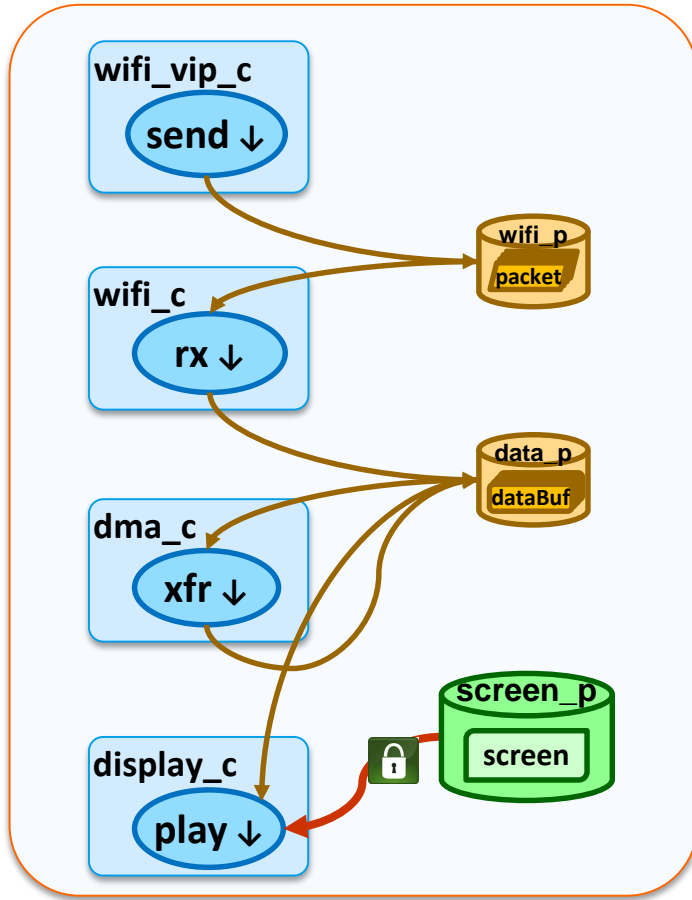 wifi_vip_c
send ↓
wifi_p
packet
wifi_c
rx ↓
data_p
dataBuf
dma_c
xfr ↓
screen_p
screen
display_c
play ↓